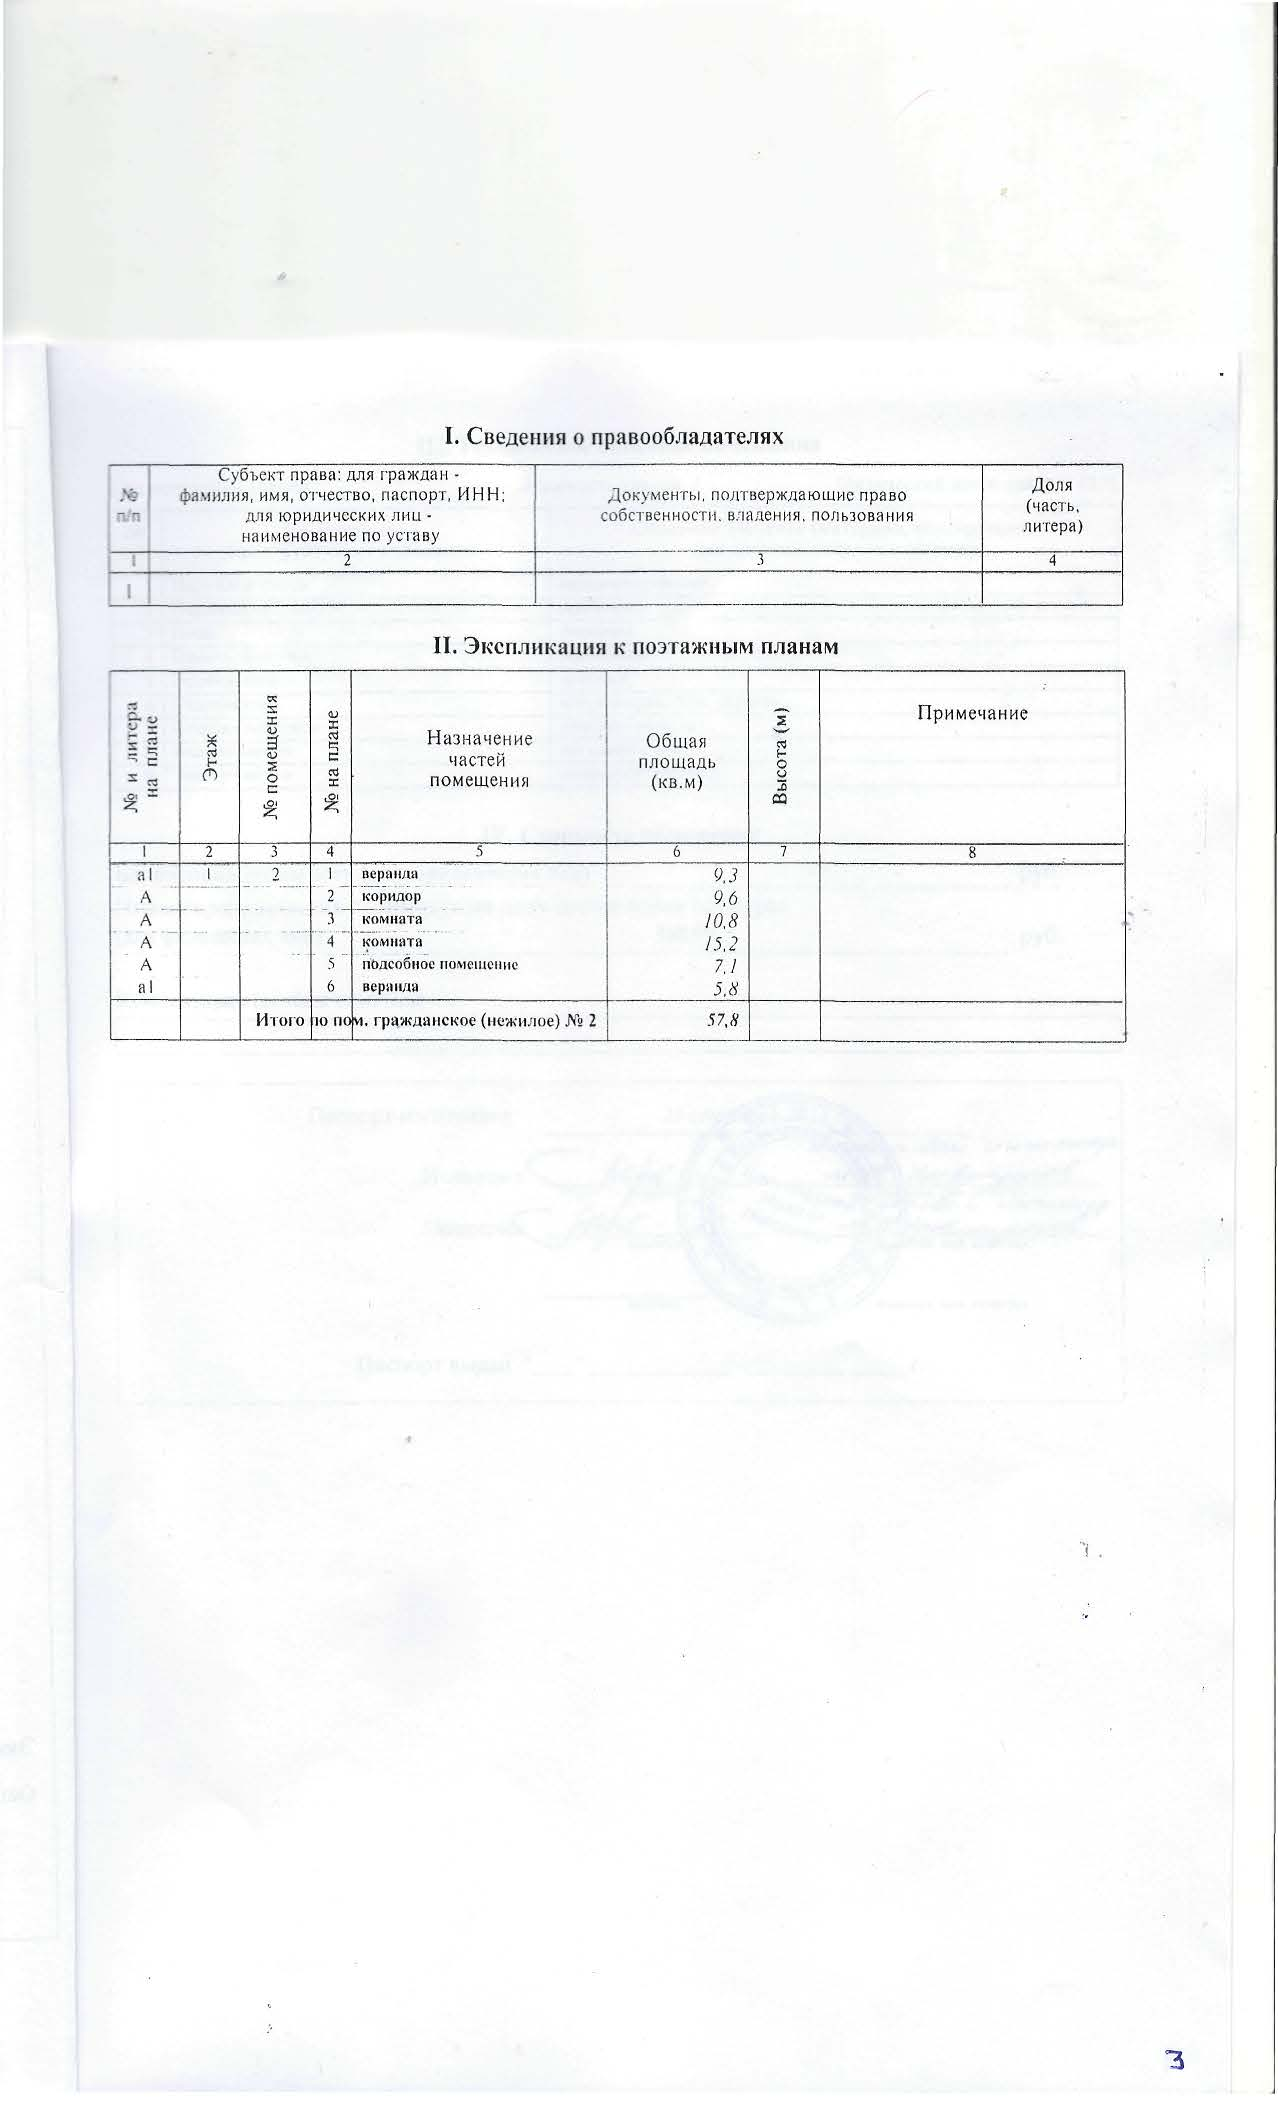 I. Сведения о правообладателях
№ п/п
Субъект права: для граждан -
фамилия, имя, отчество, паспорт, ИНН;
для юридических лиц -
наименование по уставу
Документы, подтверждающие право
собственности, владения, пользования
Доля
(часть,
литера)
1 2 3 4
1
II. Экспликация к поэтажным планам
№ и литера
на плане
Этаж
№ помещения
№ на плане
Назначение
частей
помещения
Общая
площадь
(кв.м)
Высота (м)
Примечание
1 2 3 4 5 6 7 8
а1 1 2 1 веранда 9,3
А 2 коридор 9,6
А 3 комната 10,8
А 4 комната 15,2
А 5 подсобное помещение 7,1
а1 6 веранда 5,8
Итого по пом. гражданское (нежилое) № 2 57,8
3